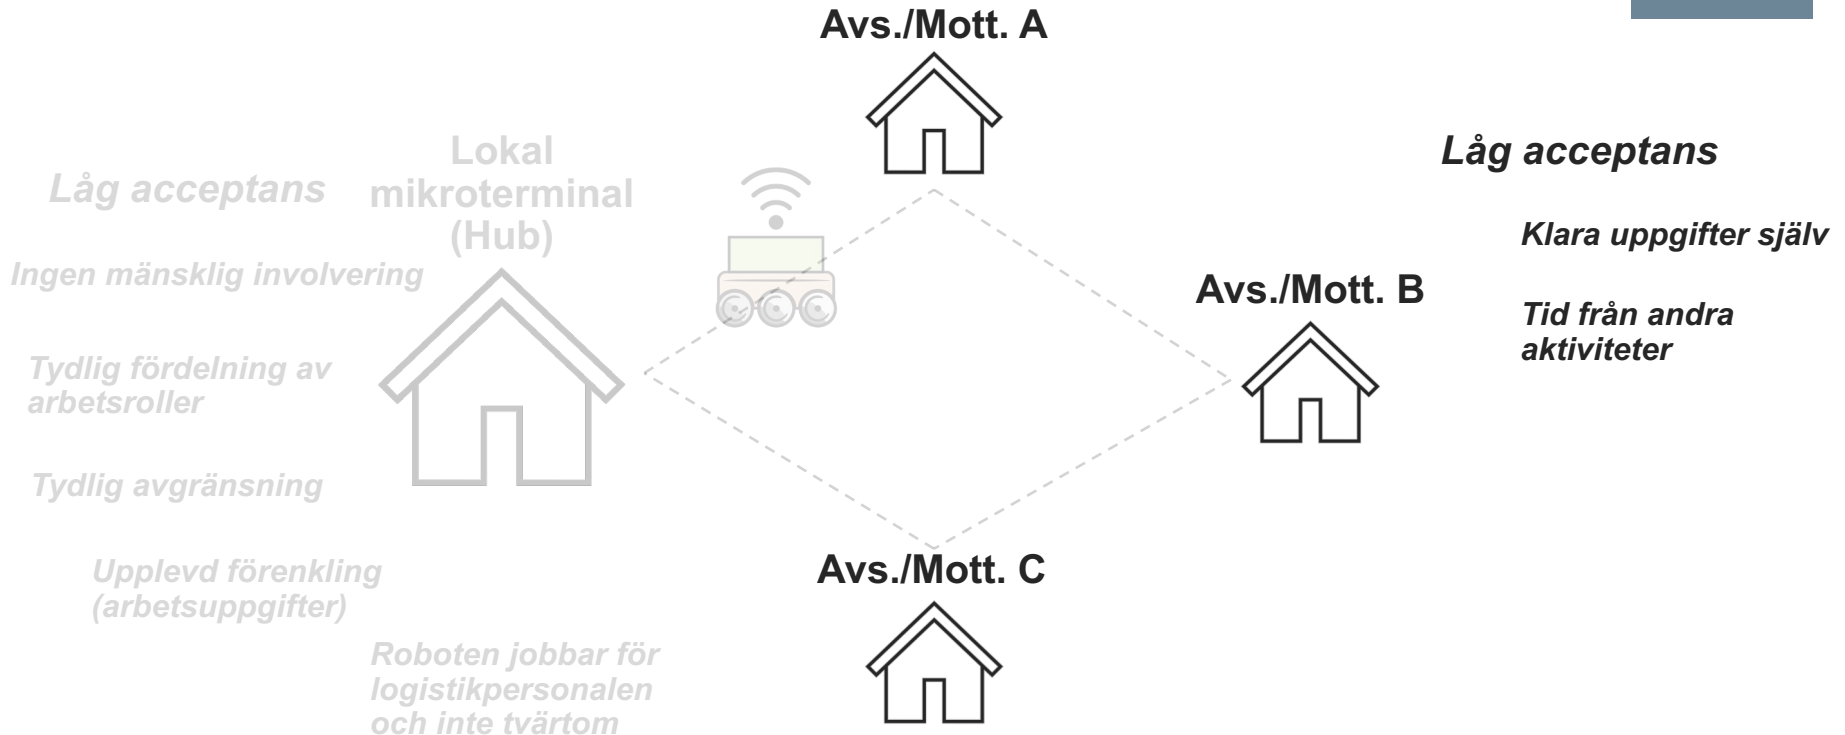 Avs./Mott. A
Lokal
mikroterminal
(Hub)
Låg acceptans
Ingen mänsklig involvering
Tydlig fördelning av
arbetsroller
Tydlig avgränsning
Upplevd förenkling
(arbetsuppgifter)
Roboten jobbar för
logistikpersonalen
och inte tvärtom
Avs./Mott. B
Avs./Mott. C
Låg acceptans
Klara uppgifter själv
Tid från andra
aktiviteter